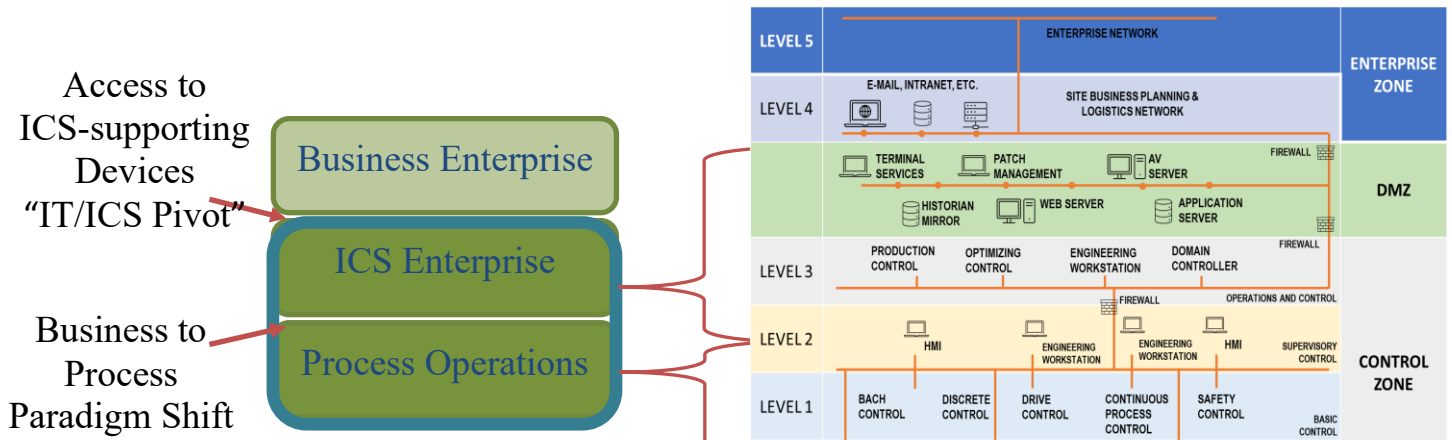 Access to
ICS-supporting
Devices
“IT/ICS Pivot”
Business to
Process
Paradigm Shift
Business Enterprise
ICS Enterprise
Process Operations
LEVEL 5
ENTERPRISE NETWORK
ENTERPRISE
ZONE
LEVEL 4
E-MAIL, INTRANET, ETC.
SITE BUSINESS PLANNING &
LOGISTICS NETWORK
FIREWALL
TERMINAL
SERVICES
PATCH
MANAGEMENT
AV
SERVER
DMZ
HISTORIAN
MIRROR
WEB SERVER
APPLICATION
SERVER
FIREWALL
LEVEL 3
PRODUCTION
CONTROL
OPTIMIZING
CONTROL
ENGINEERING
WORKSTATION
DOMAIN
CONTROLLER
FIREWALL
OPERATIONS AND CONTROL
LEVEL 2
HMI
ENGINEERING
WORKSTATION
ENGINEERING
WORKSTATION
HMI
SUPERVISORY
CONTROL
CONTROL
ZONE
LEVEL 1
BACH
CONTROL
DISCRETE
CONTROL
DRIVE
CONTROL
CONTINUOUS
PROCESS
CONTROL
SAFETY
CONTROL
BASIC
CONTROL